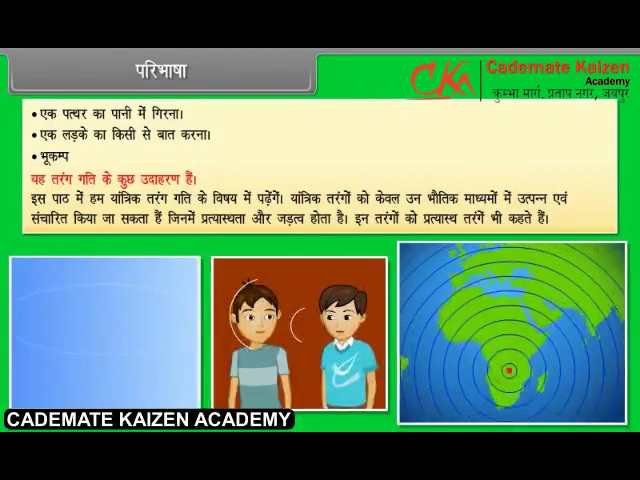 परिभाषा
CKA
Cademate Kaizen
Academy
कुम्भा मार्ग, प्रताप नगर, जयपुर
• एक पत्थर का पानी में गिरना।
• एक लड़के का किसी से बात करना।
• भूकम्प
यह तरंग गति के कुछ उदाहरण हैं।
इस पाठ में हम यांत्रिक तरंग गति के विषय में पढ़ेंगें। यांत्रिक तरंगों को केवल उन भौतिक माध्यमों में उत्पन्न एवं
संचारित किया जा सकता हैं जिनमें प्रत्यास्थता और जड़त्व होता है। इन तरंगों को प्रत्यास्थ तरंगें भी कहते हैं।
CADEMATE KAIZEN ACADEMY